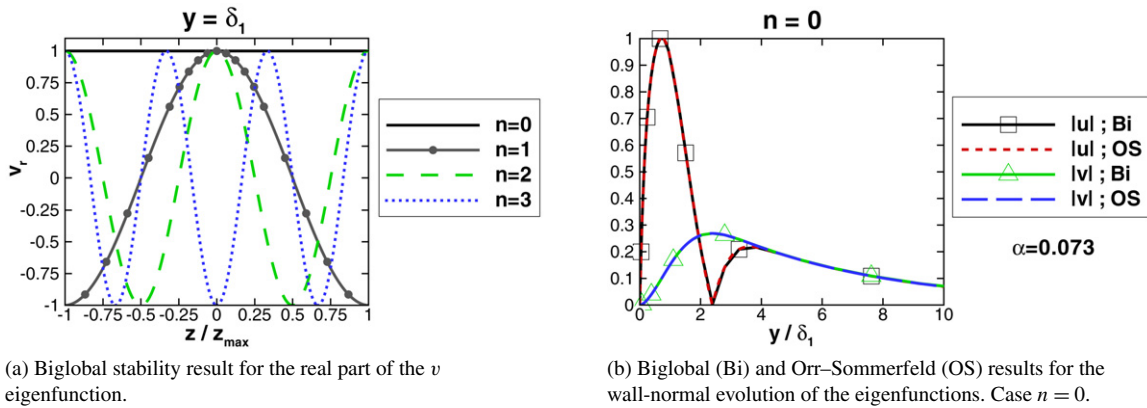 y = δ₁
1
0.75
0.5
0.25
0
-0.25
-0.5
-0.75
-1
vᵣ
-1 -0.75 -0.5 -0.25 0 0.25 0.5 0.75 1
z / zₘₐₓ
n=0
n=1
n=2
n=3
(a) Biglobal stability result for the real part of the v
eigenfunction.
n = 0
1
0.9
0.8
0.7
0.6
0.5
0.4
0.3
0.2
0.1
0
0 2 4 6 8 10
y / δ₁
|u| ; Bi
|u| ; OS
|v| ; Bi
|v| ; OS
α=0.073
(b) Biglobal (Bi) and Orr–Sommerfeld (OS) results for the
wall-normal evolution of the eigenfunctions. Case n = 0.